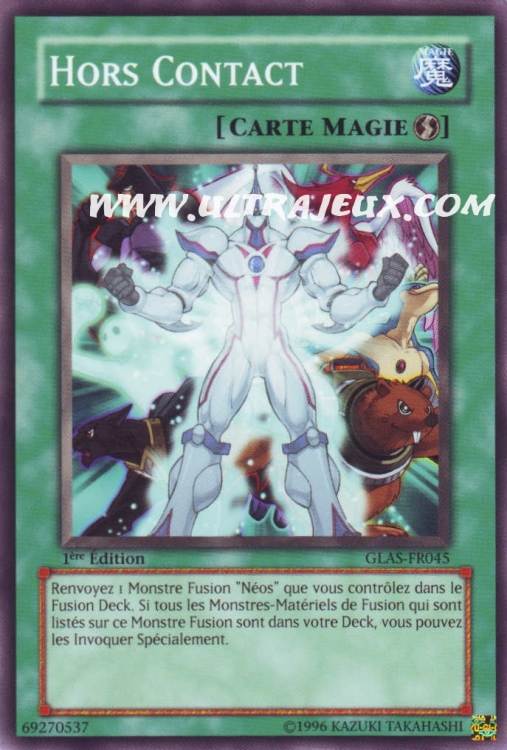 Hors Contact
MAGIE
魔
[Carte Magie]
www.ultrajeux.com
1ère Édition
GLAS-FR045
Renvoyez 1 Monstre Fusion "Néos" que vous contrôlez dans le
Fusion Deck. Si tous les Monstres-Matériels de Fusion qui sont
listés sur ce Monstre Fusion sont dans votre Deck, vous pouvez
les Invoquer Spécialement.
69270537
©1996 KAZUKI TAKAHASHI